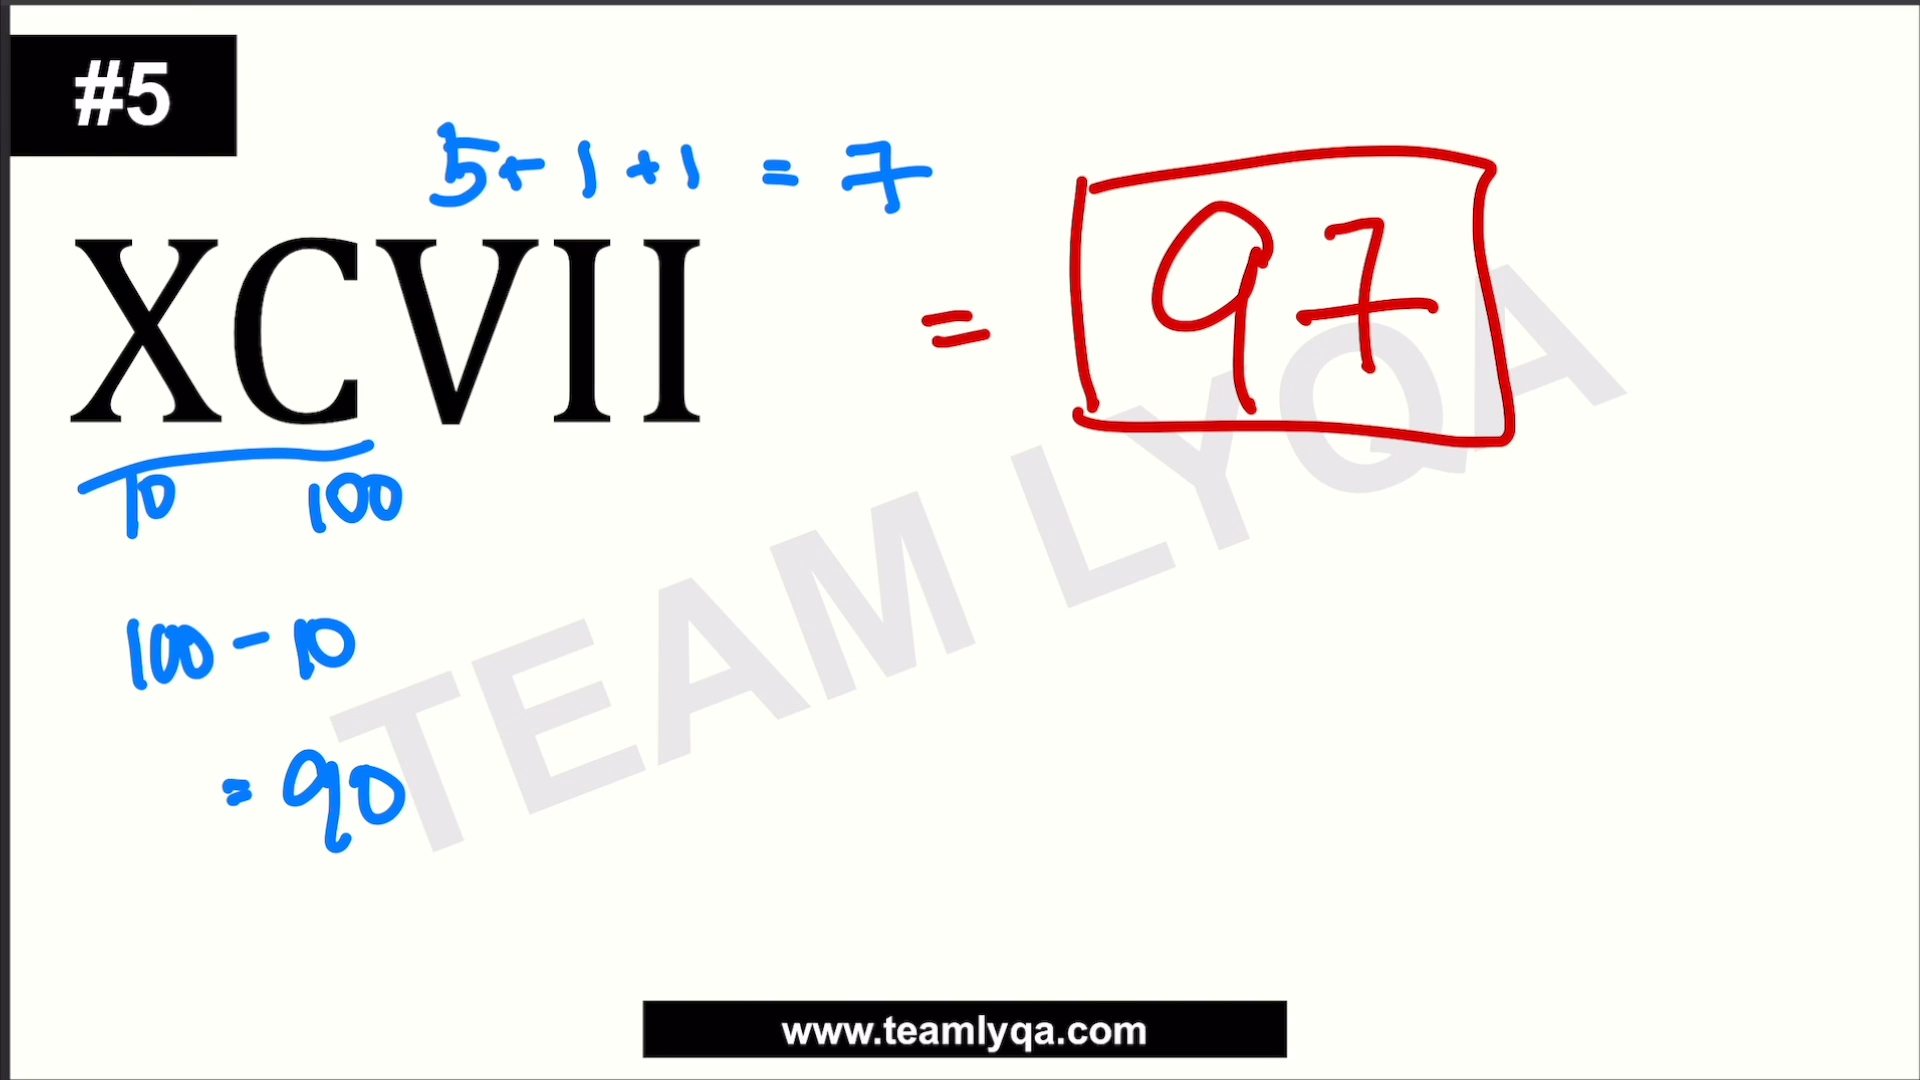 #5
5+1+1 = 7
XCVII = 97
10 100
100-10
= 90
TEAM LYQA
www.teamlyqa.com